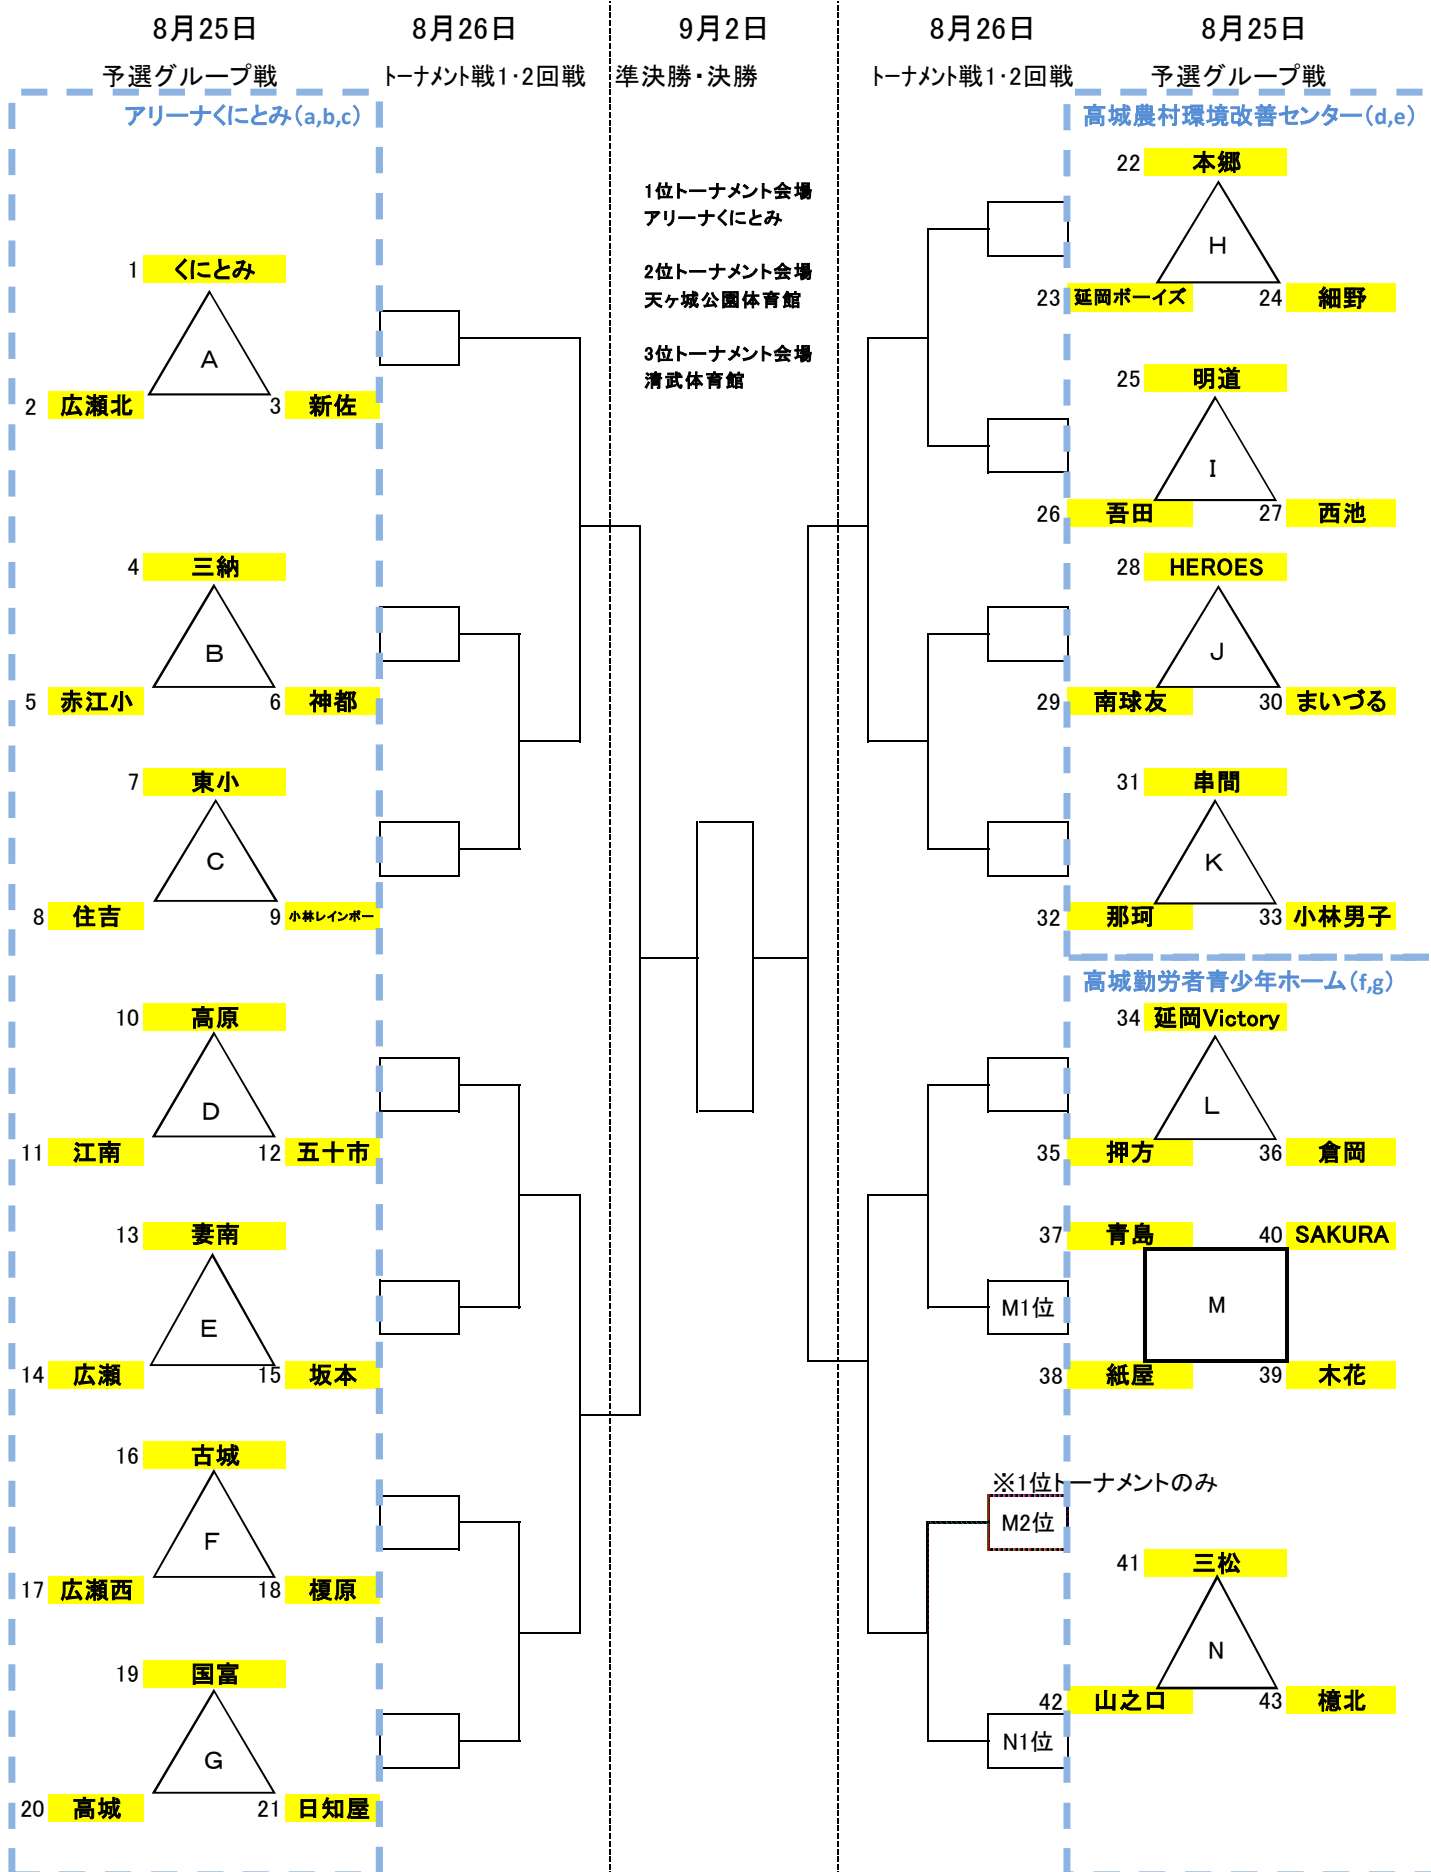 8月25日
8月26日
9月2日
8月26日
8月25日
予選グループ戦
トーナメント戦1・2回戦
準決勝・決勝
トーナメント戦1・2回戦
予選グループ戦
アリーナくにとみ(a,b,c)
1 くにとみ
A
2 広瀬北
3 新佐
4 三納
B
5 赤江小
6 神都
7 東小
C
8 住吉
9 小林レインボー
10 高原
D
11 江南
12 五十市
13 妻南
E
14 広瀬
15 坂本
16 古城
F
17 広瀬西
18 榎原
19 国富
G
20 高城
21 日知屋
1位トーナメント会場
アリーナくにとみ
2位トーナメント会場
天ヶ城公園体育館
3位トーナメント会場
清武体育館
高城農村環境改善センター(d,e)
22 本郷
H
23 延岡ボーイズ
24 細野
25 明道
I
26 吾田
27 西池
28 HEROES
J
29 南球友
30 まいづる
31 串間
K
32 那珂
33 小林男子
高城勤労者青少年ホーム(f,g)
34 延岡Victory
L
35 押方
36 倉岡
37 青島
40 SAKURA
M1位
M
38 紙屋
39 木花
※1位トーナメントのみ
M2位
41 三松
N
42 山之口
43 檍北
N1位